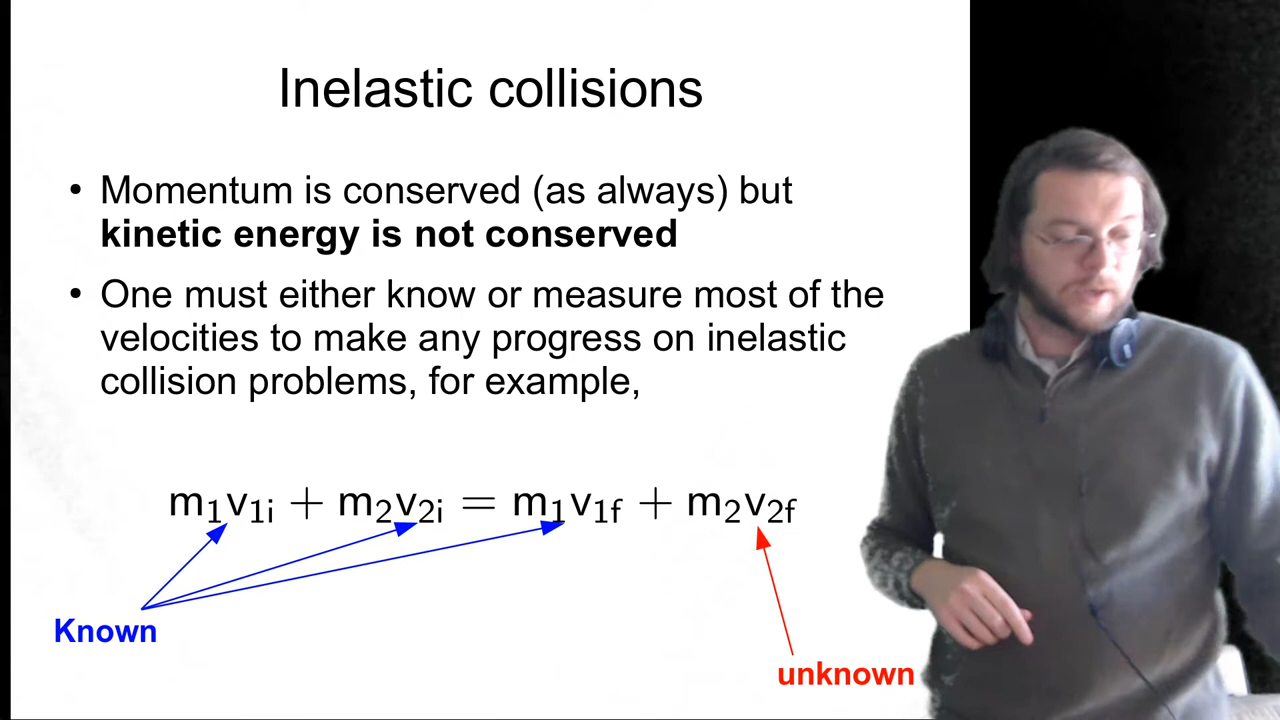 Inelastic collisions
• Momentum is conserved (as always) but
kinetic energy is not conserved
• One must either know or measure most of the
velocities to make any progress on inelastic
collision problems, for example,
m₁v₁ᵢ + m₂v₂ᵢ = m₁v₁f + m₂v₂f
Known
unknown